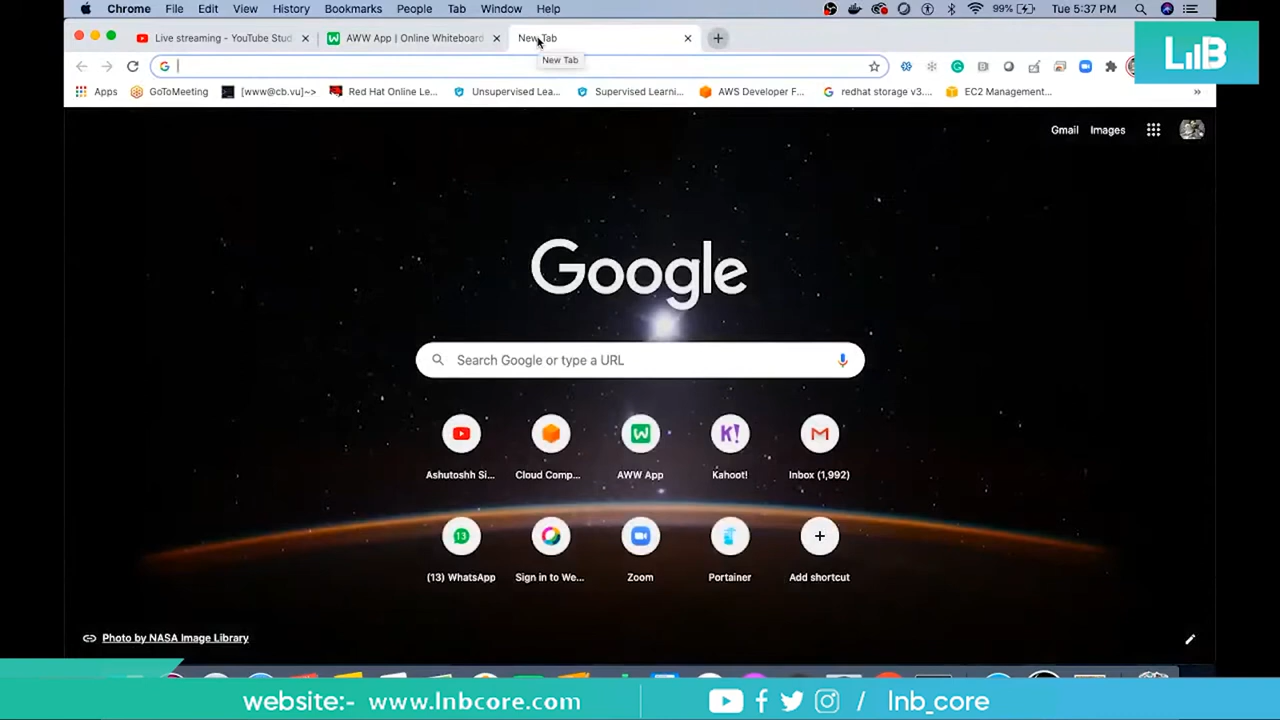 Chrome File Edit View History Bookmarks People Tab Window Help 99% Tue 5:37 PM
Live streaming - YouTube Stud AWW App | Online Whiteboard New Tab
New Tab
LNB
Apps GoToMeeting [www@cb.vu]~> Red Hat Online Le... Unsupervised Lea... Supervised Learni... AWS Developer F... redhat storage v3.... EC2 Management... »
Gmail Images
Google
Search Google or type a URL
K!
Ashutoshh Si... Cloud Comp... AWW App Kahoot! Inbox (1,992)
13
(13) WhatsApp Sign in to We... Zoom Portainer Add shortcut
Photo by NASA Image Library
website:- www.lnbcore.com / lnb_core